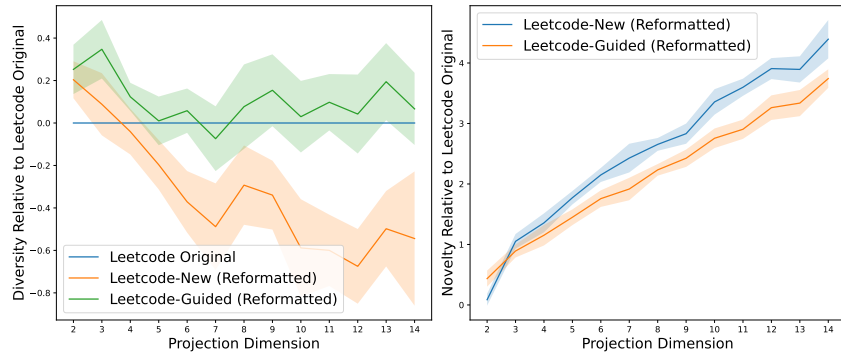 Diversity Relative to Leetcode Original
0.4
0.2
0.0
−0.2
−0.4
−0.6
−0.8
Leetcode Original
Leetcode-New (Reformatted)
Leetcode-Guided (Reformatted)
2 3 4 5 6 7 8 9 10 11 12 13 14
Projection Dimension
Novelty Relative to Leetcode Original
4
3
2
1
0
Leetcode-New (Reformatted)
Leetcode-Guided (Reformatted)
2 3 4 5 6 7 8 9 10 11 12 13 14
Projection Dimension